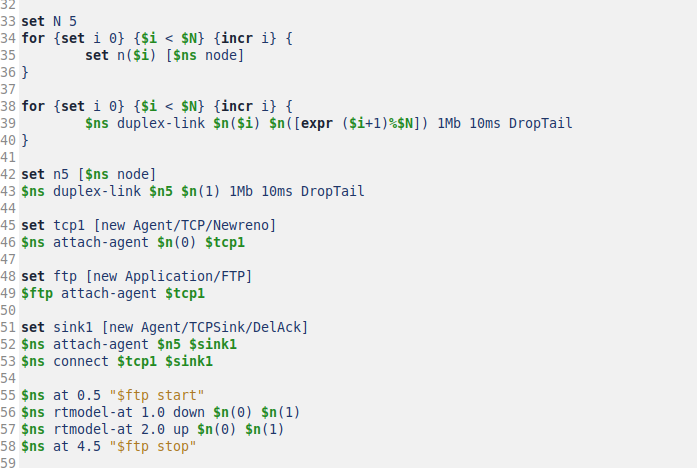 32
33 set N 5
34 for {set i 0} {$i < $N} {incr i} {
35         set n($i) [$ns node]
36 }
37
38 for {set i 0} {$i < $N} {incr i} {
39         $ns duplex-link $n($i) $n([expr ($i+1)%$N]) 1Mb 10ms DropTail
40 }
41
42 set n5 [$ns node]
43 $ns duplex-link $n5 $n(1) 1Mb 10ms DropTail
44
45 set tcp1 [new Agent/TCP/Newreno]
46 $ns attach-agent $n(0) $tcp1
47
48 set ftp [new Application/FTP]
49 $ftp attach-agent $tcp1
50
51 set sink1 [new Agent/TCPSink/DelAck]
52 $ns attach-agent $n5 $sink1
53 $ns connect $tcp1 $sink1
54
55 $ns at 0.5 "$ftp start"
56 $ns rtmodel-at 1.0 down $n(0) $n(1)
57 $ns rtmodel-at 2.0 up $n(0) $n(1)
58 $ns at 4.5 "$ftp stop"
59